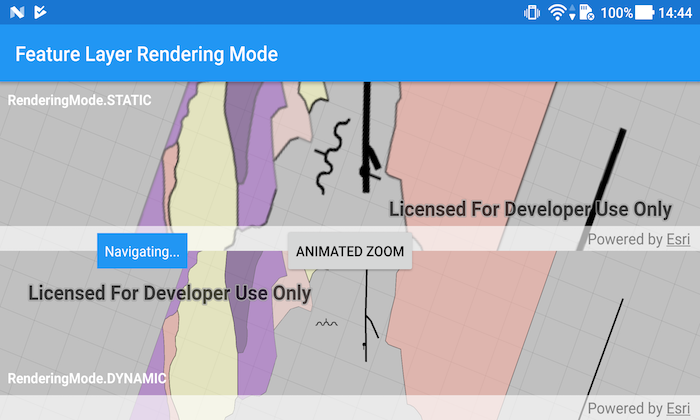 100% 14:44
Feature Layer Rendering Mode
RenderingMode.STATIC
Licensed For Developer Use Only
Powered by Esri
Navigating...
ANIMATED ZOOM
Licensed For Developer Use Only
RenderingMode.DYNAMIC
Powered by Esri